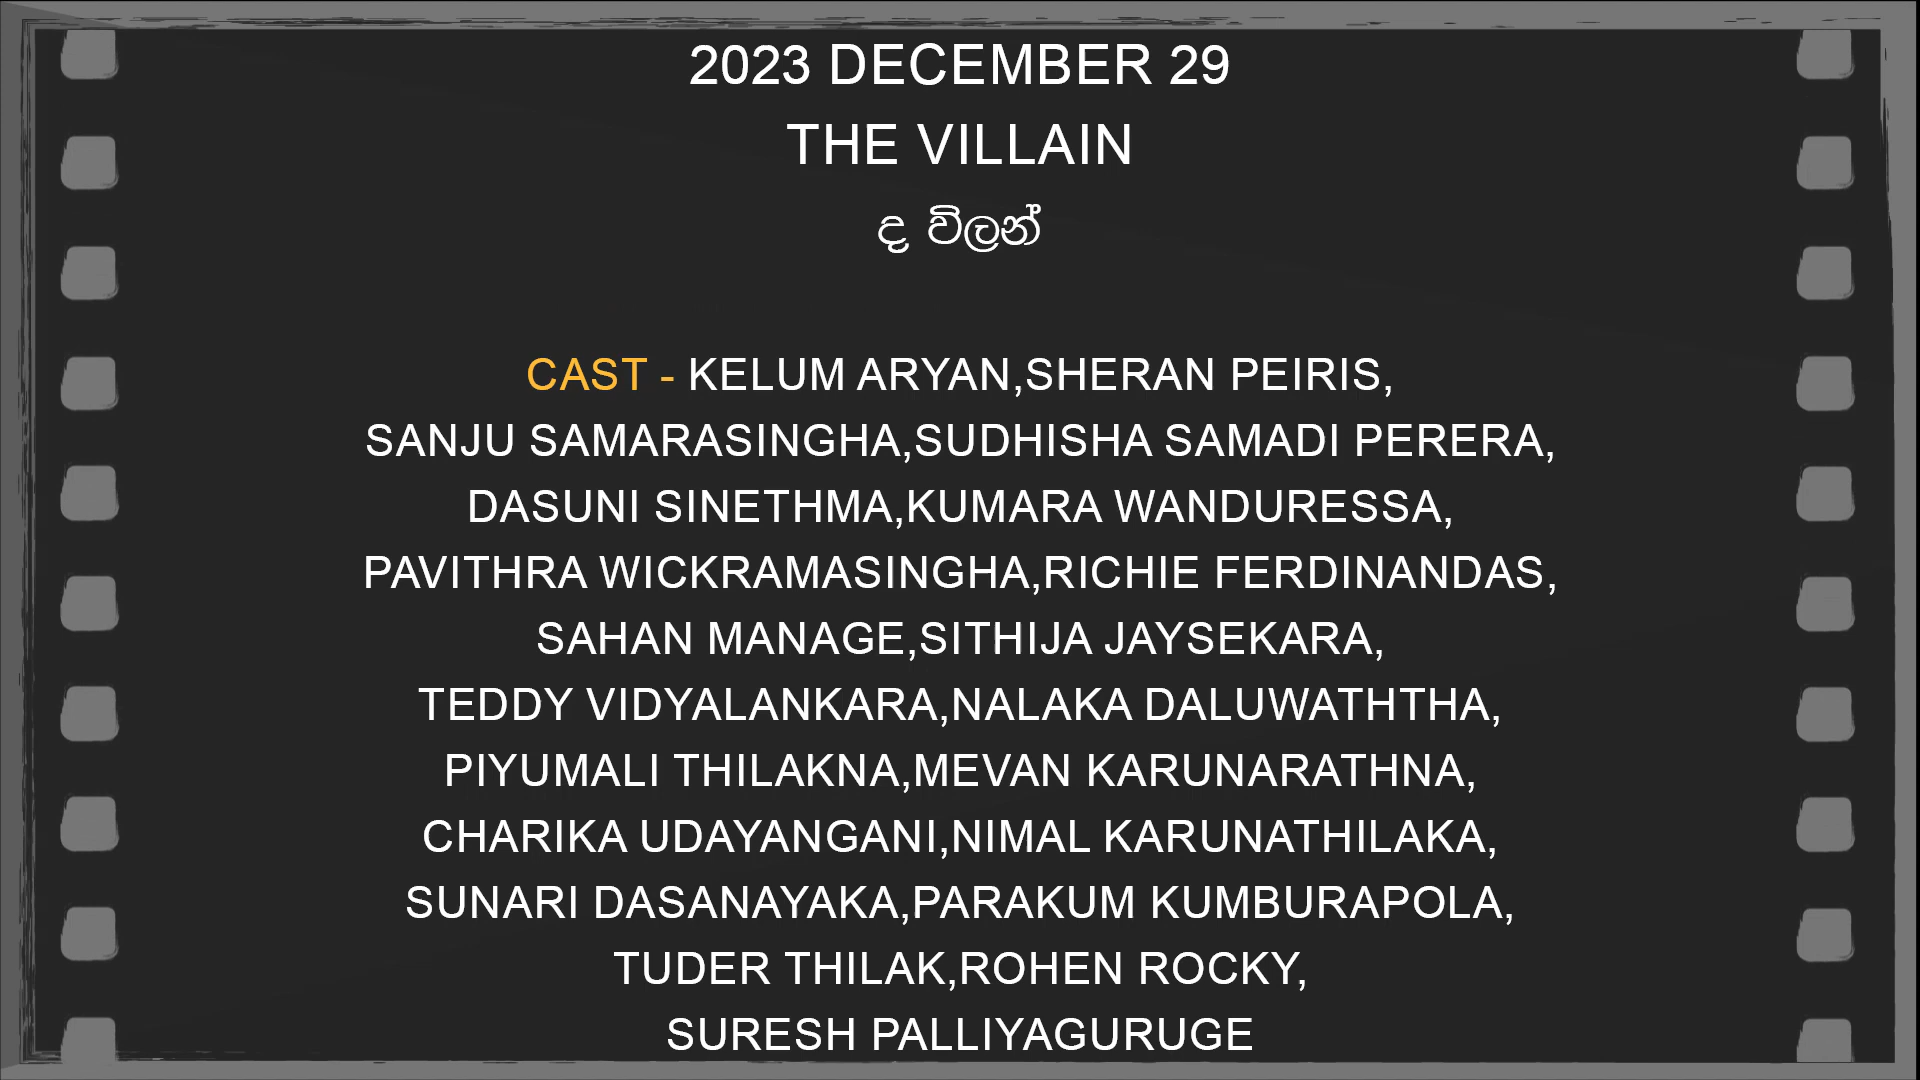 2023 DECEMBER 29
THE VILLAIN
ද විලන්
CAST - KELUM ARYAN,SHERAN PEIRIS,
SANJU SAMARASINGHA,SUDHISHA SAMADI PERERA,
DASUNI SINETHMA,KUMARA WANDURESSA,
PAVITHRA WICKRAMASINGHA,RICHIE FERDINANDAS,
SAHAN MANAGE,SITHIJA JAYSEKARA,
TEDDY VIDYALANKARA,NALAKA DALUWATHTHA,
PIYUMALI THILAKNA,MEVAN KARUNARATHNA,
CHARIKA UDAYANGANI,NIMAL KARUNATHILAKA,
SUNARI DASANAYAKA,PARAKUM KUMBURAPOLA,
TUDER THILAK,ROHEN ROCKY,
SURESH PALLIYAGURUGE